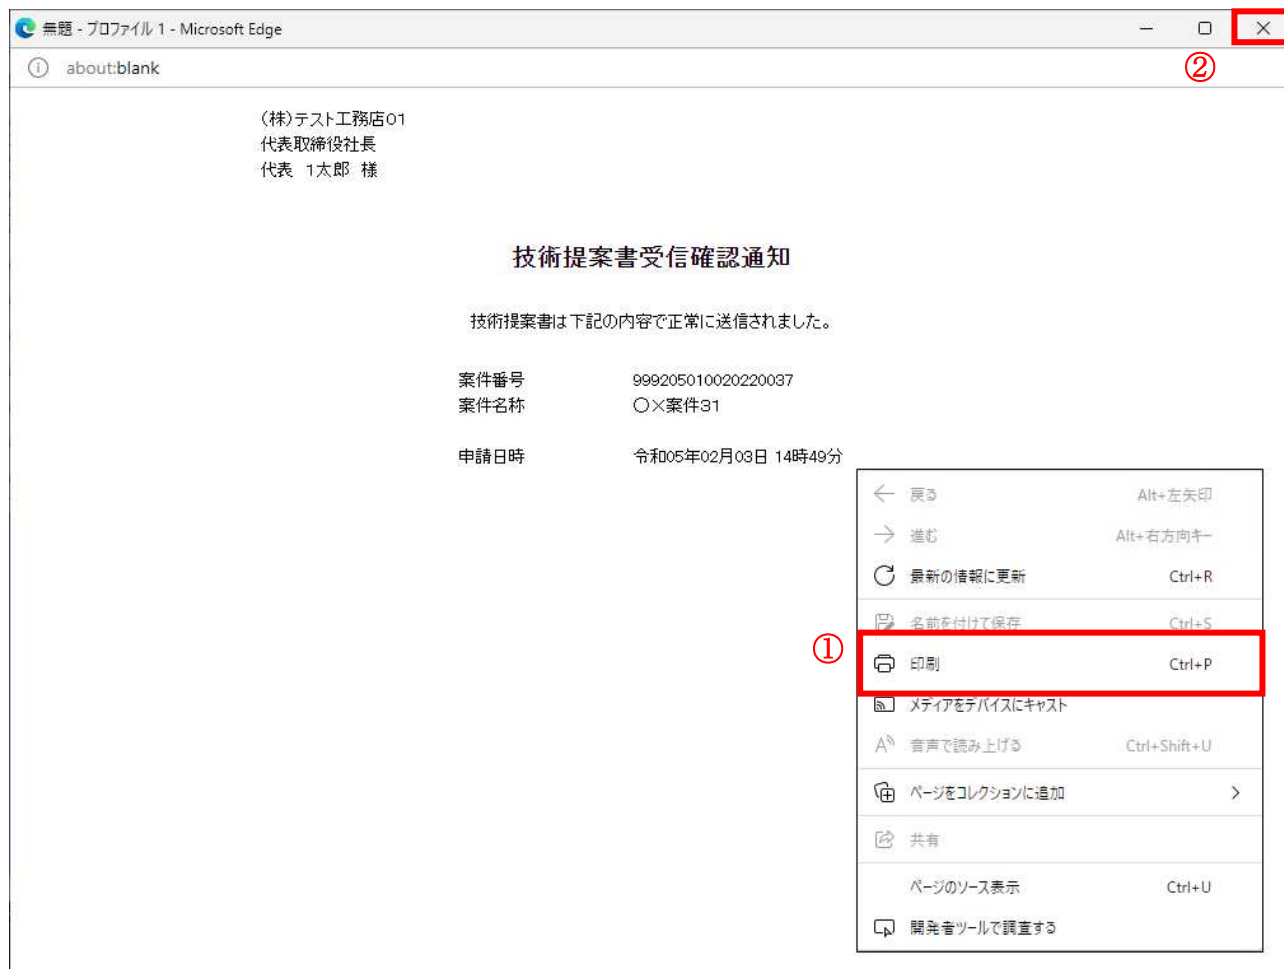 無題 - プロファイル 1 - Microsoft Edge
②
about:blank
(株)テスト工務店01
代表取締役社長
代表 1太郎 様
技術提案書受信確認通知
技術提案書は下記の内容で正常に送信されました。
案件番号 999205010020220037
案件名称 〇×案件31
申請日時 令和05年02月03日 14時49分
戻る Alt+左矢印
進む Alt+右方向キー
最新の情報に更新 Ctrl+R
名前を付けて保存 Ctrl+S
① 印刷 Ctrl+P
メディアをデバイスにキャスト
音声で読み上げる Ctrl+Shift+U
ページをコレクションに追加
共有
ページのソース表示 Ctrl+U
開発者ツールで調査する